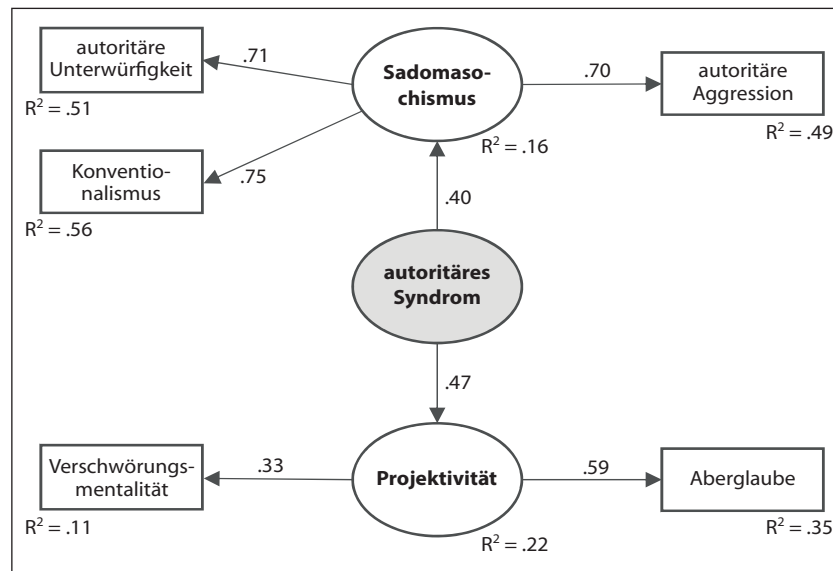 autoritäre
Unterwürfigkeit
R² = .51
.71
Sadomaso-
chismus
R² = .16
.70
autoritäre
Aggression
R² = .49
Konventio-
nalismus
R² = .56
.75
.40
autoritäres
Syndrom
.47
Verschwörungs-
mentalität
R² = .11
.33
Projektivität
R² = .22
.59
Aberglaube
R² = .35